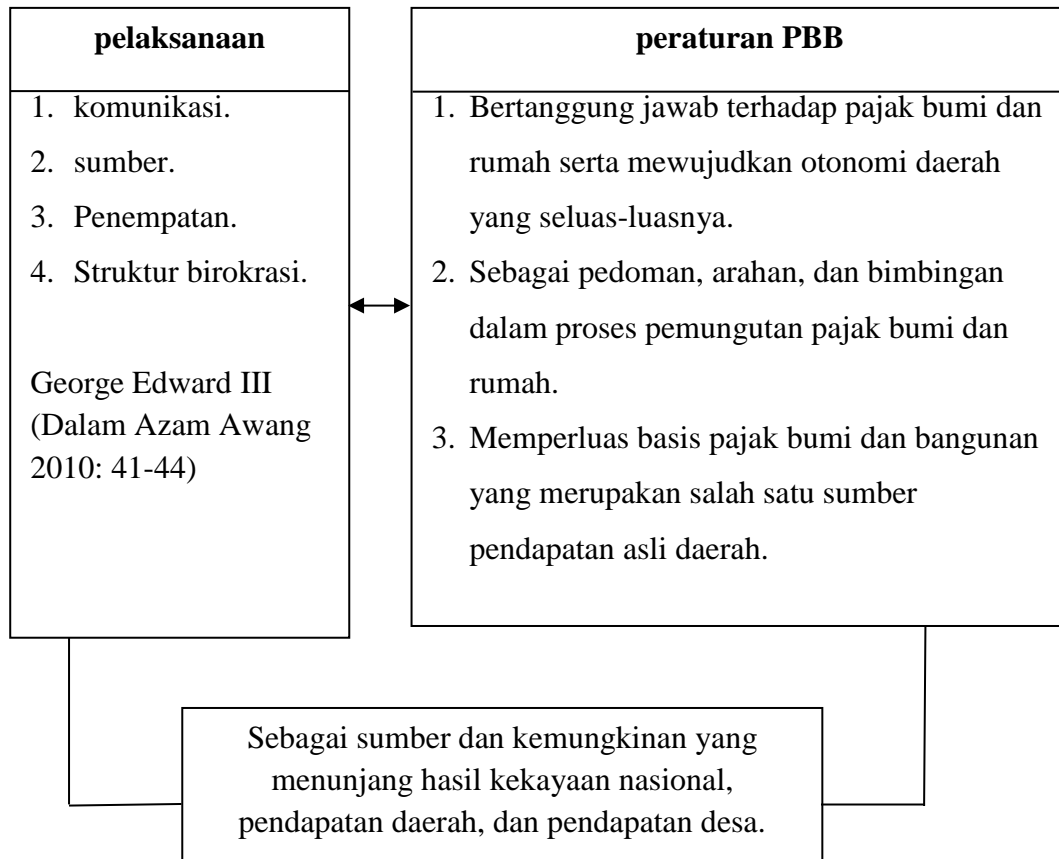 pelaksanaan
1. komunikasi.
2. sumber.
3. Penempatan.
4. Struktur birokrasi.
George Edward III
(Dalam Azam Awang
2010: 41-44)
peraturan PBB
1. Bertanggung jawab terhadap pajak bumi dan
rumah serta mewujudkan otonomi daerah
yang seluas-luasnya.
2. Sebagai pedoman, arahan, dan bimbingan
dalam proses pemungutan pajak bumi dan
rumah.
3. Memperluas basis pajak bumi dan bangunan
yang merupakan salah satu sumber
pendapatan asli daerah.
Sebagai sumber dan kemungkinan yang
menunjang hasil kekayaan nasional,
pendapatan daerah, dan pendapatan desa.